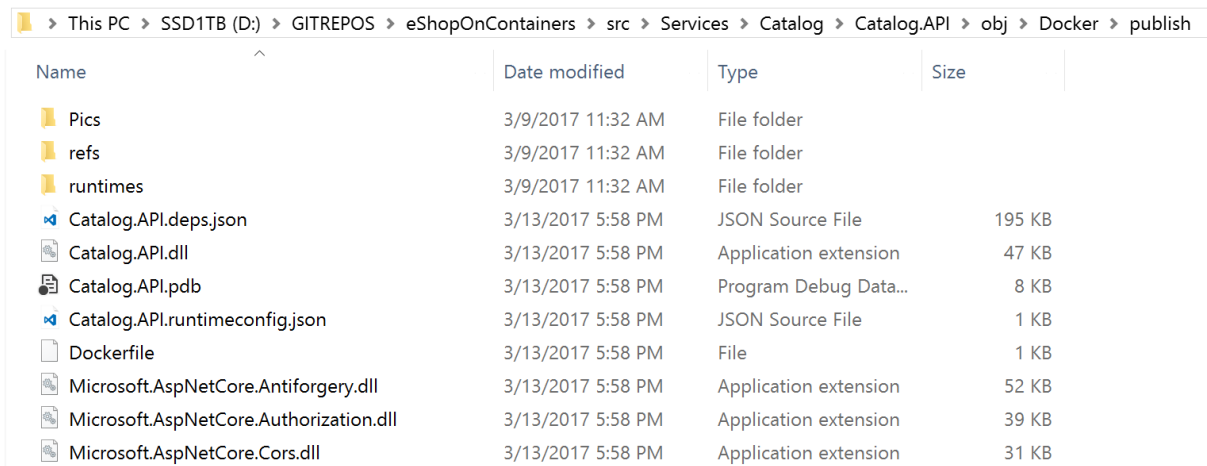 This PC > SSD1TB (D:) > GITREPOS > eShopOnContainers > src > Services > Catalog > Catalog.API > obj > Docker > publish
Name Date modified Type Size
Pics 3/9/2017 11:32 AM File folder
refs 3/9/2017 11:32 AM File folder
runtimes 3/9/2017 11:32 AM File folder
Catalog.API.deps.json 3/13/2017 5:58 PM JSON Source File 195 KB
Catalog.API.dll 3/13/2017 5:58 PM Application extension 47 KB
Catalog.API.pdb 3/13/2017 5:58 PM Program Debug Data... 8 KB
Catalog.API.runtimeconfig.json 3/13/2017 5:58 PM JSON Source File 1 KB
Dockerfile 3/13/2017 5:58 PM File 1 KB
Microsoft.AspNetCore.Antiforgery.dll 3/13/2017 5:58 PM Application extension 52 KB
Microsoft.AspNetCore.Authorization.dll 3/13/2017 5:58 PM Application extension 39 KB
Microsoft.AspNetCore.Cors.dll 3/13/2017 5:58 PM Application extension 31 KB